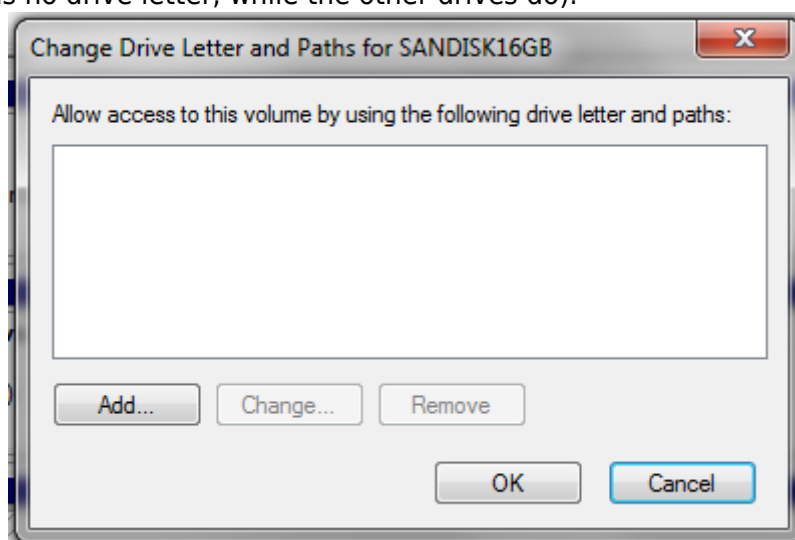 s no drive letter, while the other drives do).
Change Drive Letter and Paths for SANDISK16GB
Allow access to this volume by using the following drive letter and paths:
Add... Change... Remove
OK Cancel